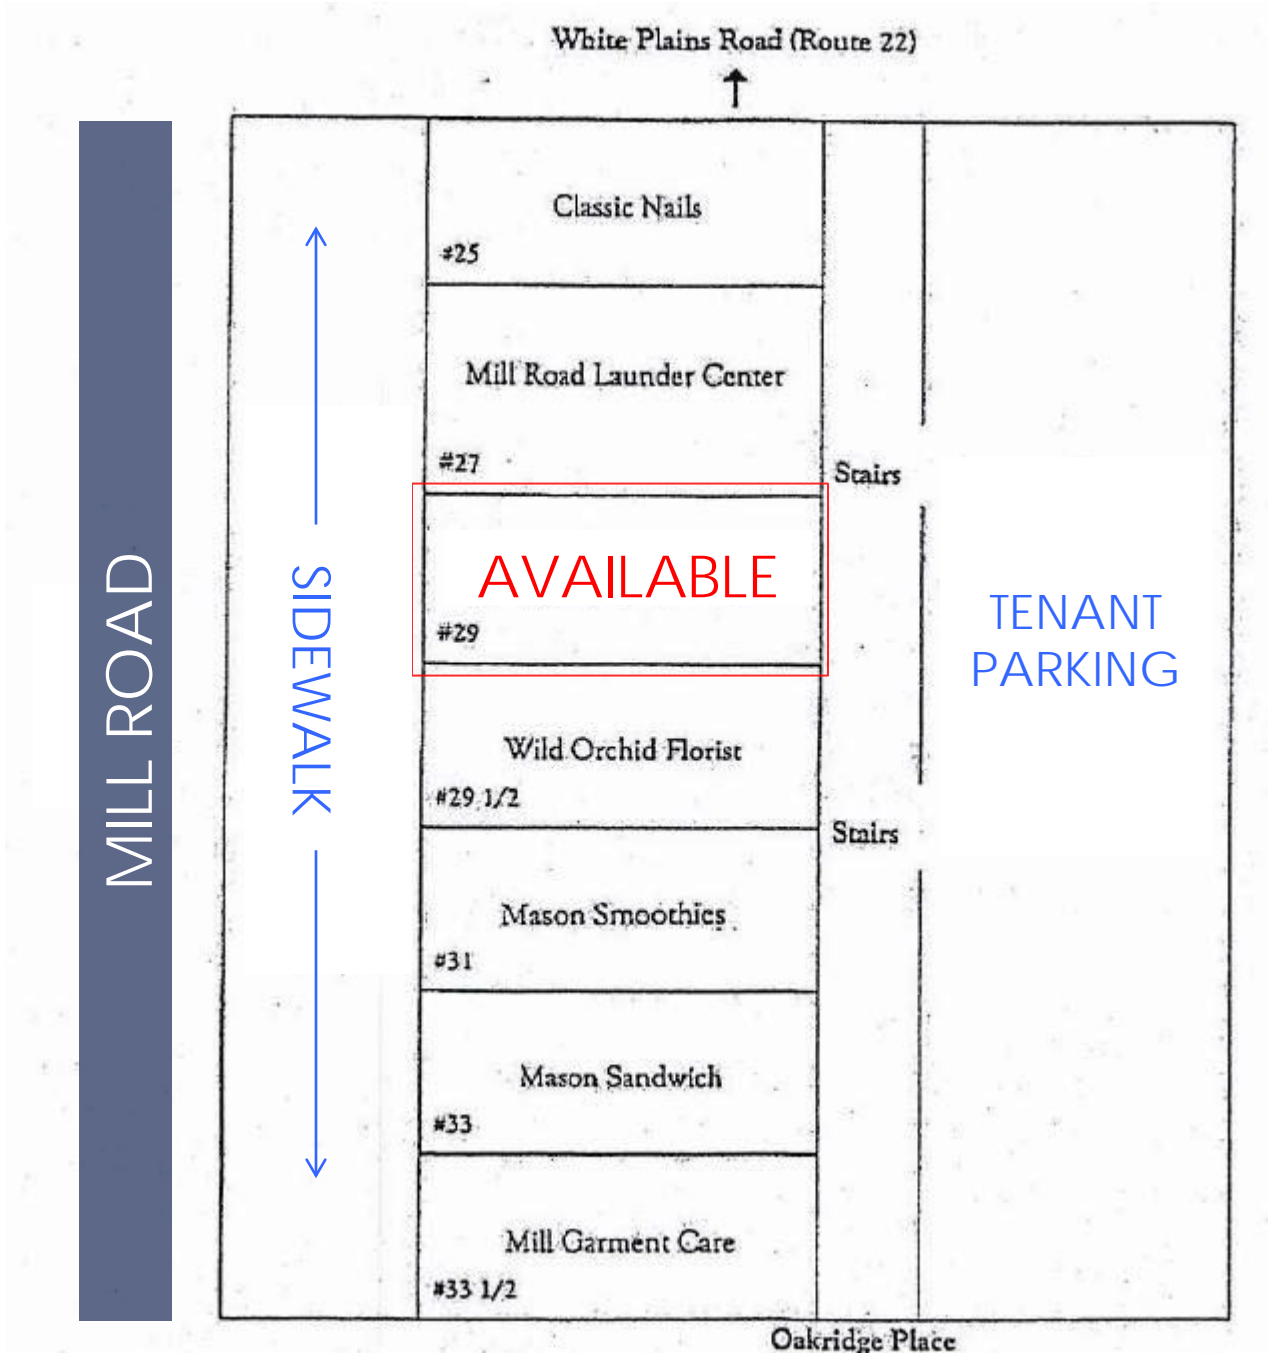 White Plains Road (Route 22)
Classic Nails
#25
Mill Road Launder Center
#27
Stairs
AVAILABLE
#29
MILL ROAD
SIDEWALK
TENANT
PARKING
Wild Orchid Florist
#29 1/2
Stairs
Mason Smoothies
#31
Mason Sandwich
#33
Mill Garment Care
#33 1/2
Oakridge Place